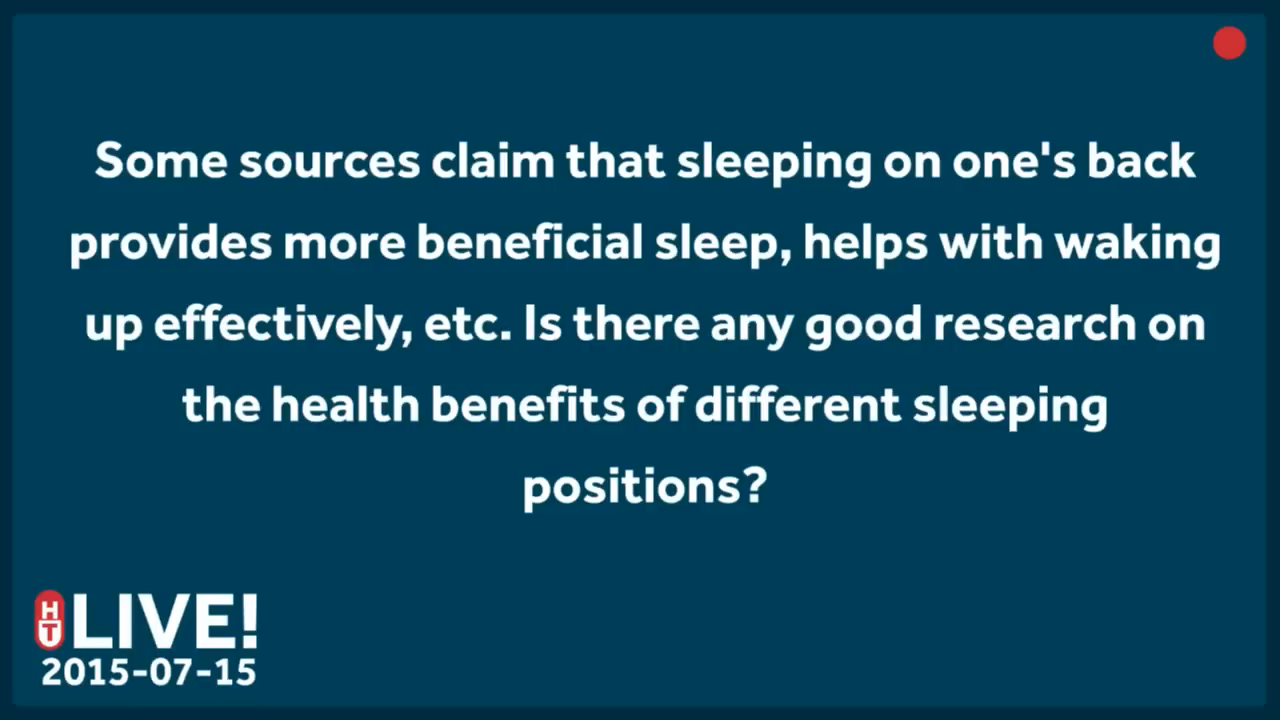 Some sources claim that sleeping on one's back
provides more beneficial sleep, helps with waking
up effectively, etc. Is there any good research on
the health benefits of different sleeping
positions?
HT LIVE!
2015-07-15